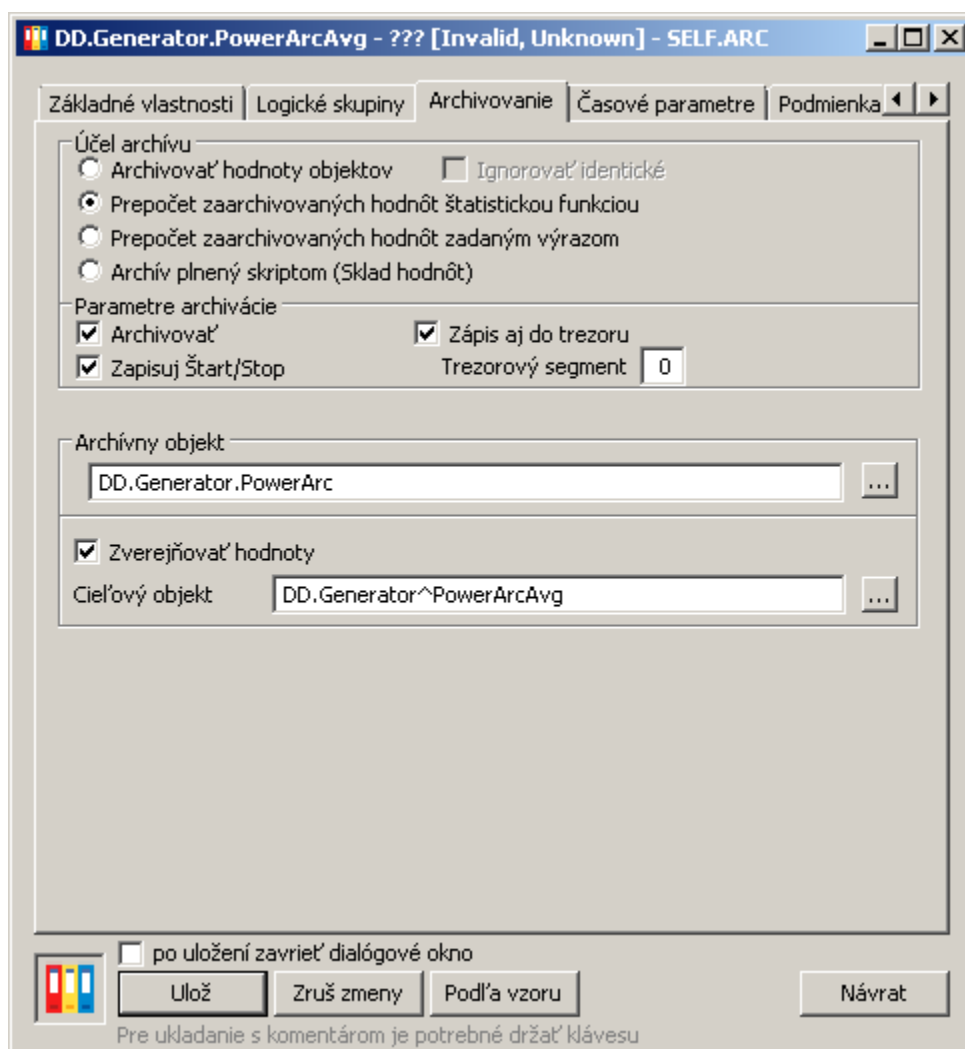 DD.Generator.PowerArcAvg - ??? [Invalid, Unknown] - SELF.ARC
Základné vlastnosti Logické skupiny Archivovanie Časové parametre Podmienka
Účel archívu
Archivovať hodnoty objektov Ignorovať identické
Prepočet zaarchivovaných hodnôt štatistickou funkciou
Prepočet zaarchivovaných hodnôt zadaným výrazom
Archív plnený skriptom (Sklad hodnôt)
Parametre archivácie
Archivovať Zápis aj do trezoru
Zapisuj Štart/Stop Trezorový segment 0
Archívny objekt
DD.Generator.PowerArc ...
Zverejňovať hodnoty
Cieľový objekt DD.Generator^PowerArcAvg ...
po uložení zavrieť dialógové okno
Ulož Zruš zmeny Podľa vzoru Návrat
Pre ukladanie s komentárom je potrebné držať klávesu